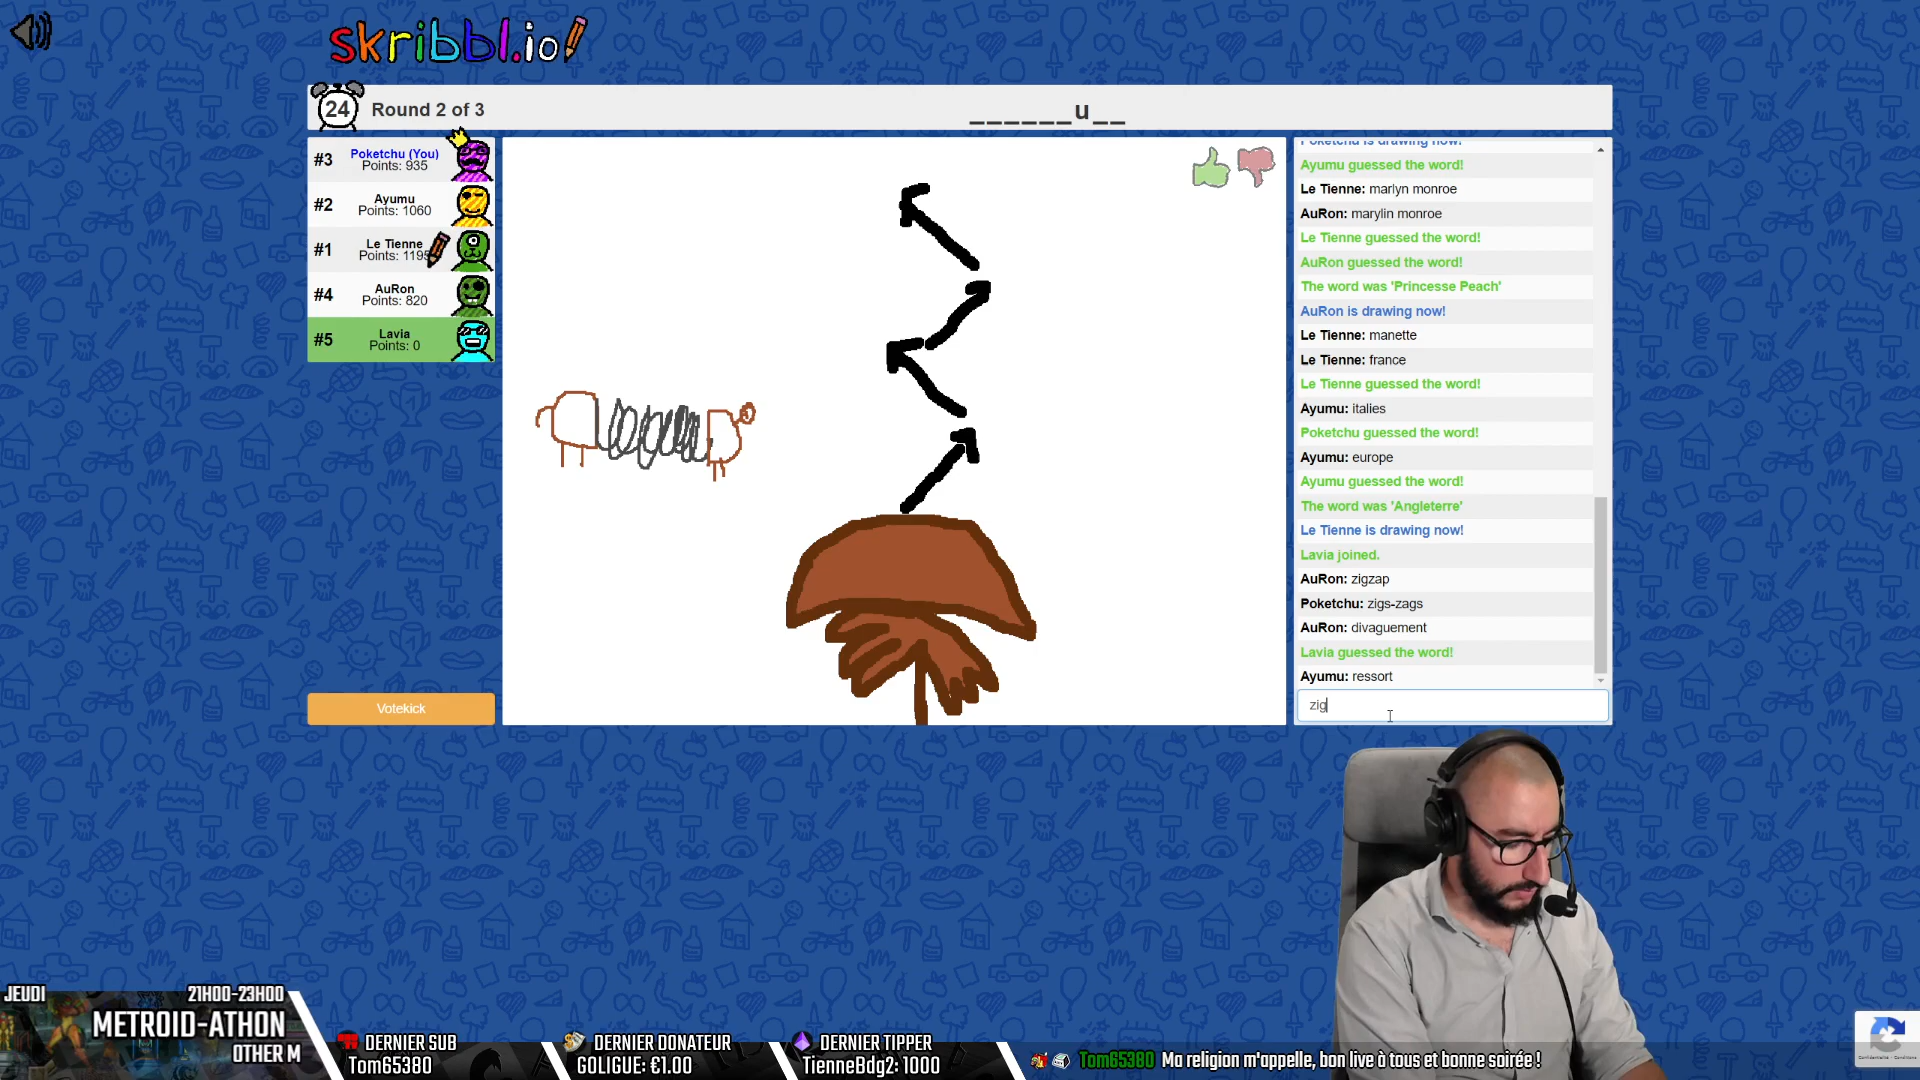 skribbl.io
24
Round 2 of 3
______u__
#3
Poketchu (You)
Points: 935
#2
Ayumu
Points: 1060
#1
Le Tienne
Points: 1195
#4
AuRon
Points: 820
#5
Lavia
Points: 0
Votekick
Poketchu is drawing now!
Ayumu guessed the word!
Le Tienne: marlyn monroe
AuRon: marylin monroe
Le Tienne guessed the word!
AuRon guessed the word!
The word was 'Princesse Peach'
AuRon is drawing now!
Le Tienne: manette
Le Tienne: france
Le Tienne guessed the word!
Ayumu: italies
Poketchu guessed the word!
Ayumu: europe
Ayumu guessed the word!
The word was 'Angleterre'
Le Tienne is drawing now!
Lavia joined.
AuRon: zigzap
Poketchu: zigs-zags
AuRon: divaguement
Lavia guessed the word!
Ayumu: ressort
zig
JEUDI
21H00-23H00
METROID-ATHON
OTHER M
DERNIER SUB
Tom65380
DERNIER DONATEUR
GOLIGUE: €1.00
DERNIER TIPPER
TienneBdg2: 1000
Tom65380 Ma religion m'appelle, bon live à tous et bonne soirée !